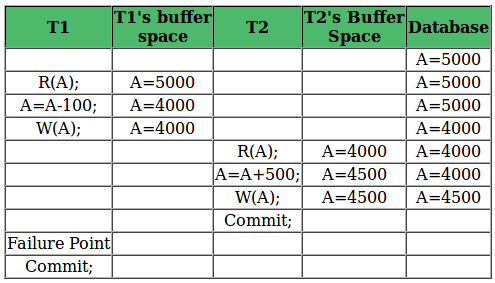 T1 T1's buffer space T2 T2's Buffer Space Database
A=5000
R(A); A=5000 A=5000
A=A-100; A=4000 A=5000
W(A); A=4000 A=4000
R(A); A=4000 A=4000
A=A+500; A=4500 A=4000
W(A); A=4500 A=4500
Commit;
Failure Point
Commit;